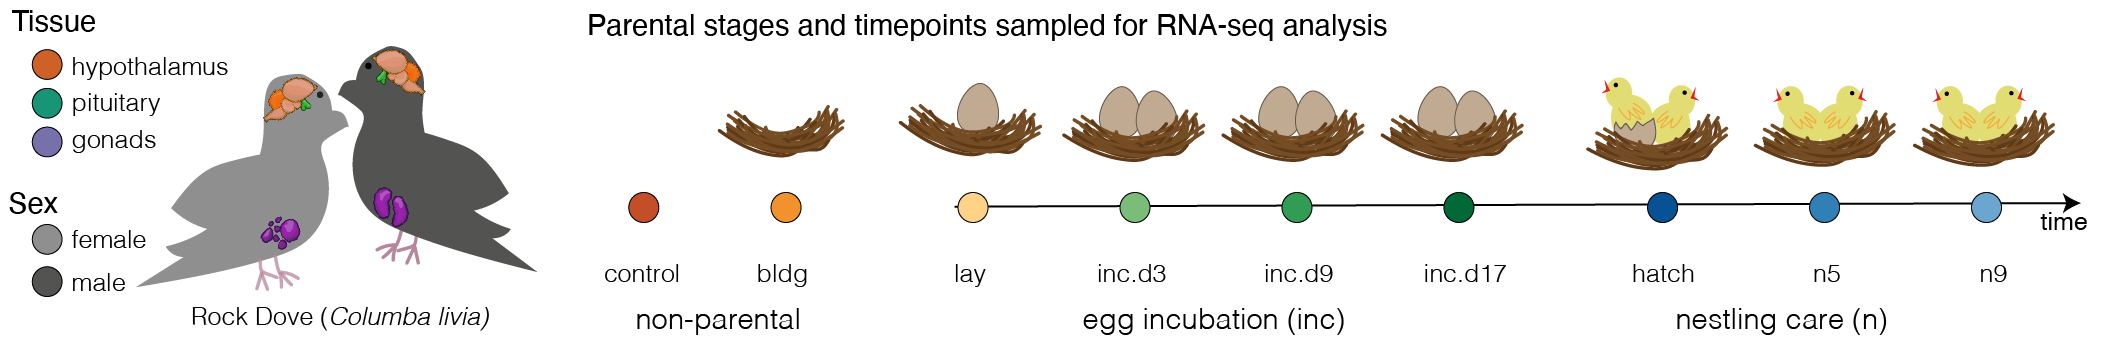 Tissue
hypothalamus
pituitary
gonads
Sex
female
male
Rock Dove (Columba livia)
Parental stages and timepoints sampled for RNA-seq analysis
time
control bldg lay inc.d3 inc.d9 inc.d17 hatch n5 n9
non-parental egg incubation (inc) nestling care (n)